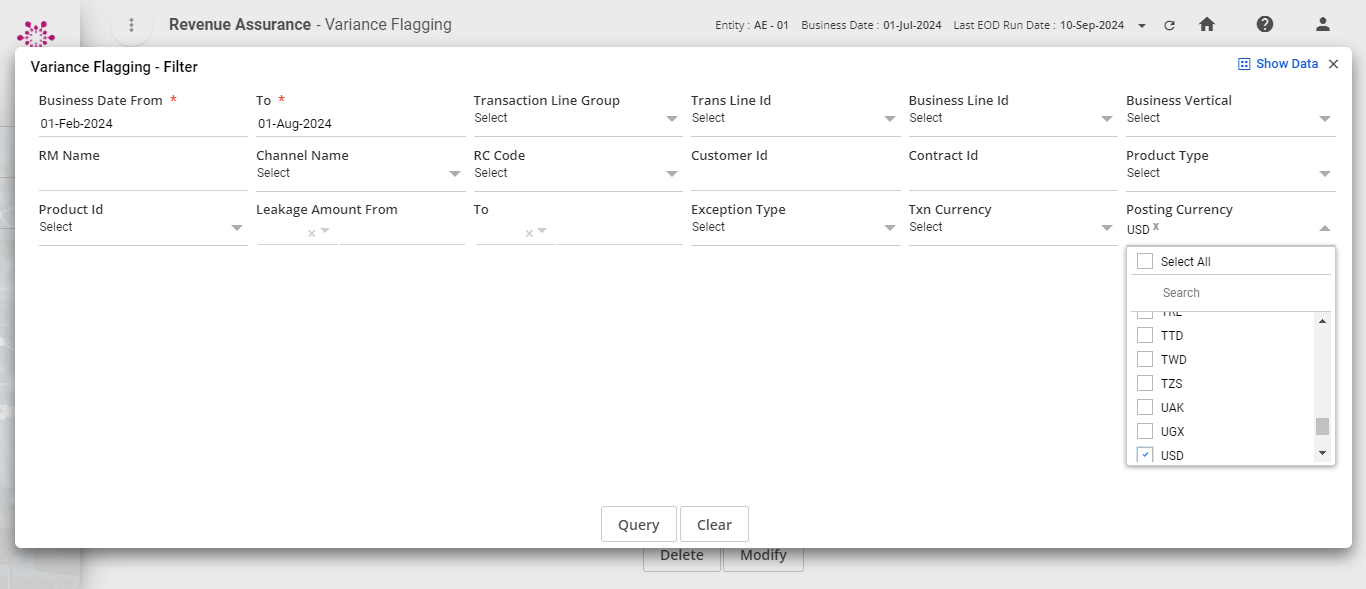 Revenue Assurance - Variance Flagging
Entity : AE - 01 Business Date : 01-Jul-2024 Last EOD Run Date : 10-Sep-2024
Variance Flagging - Filter
Show Data
Business Date From * To * Transaction Line Group Trans Line Id Business Line Id Business Vertical
01-Feb-2024 01-Aug-2024 Select Select Select Select
RM Name Channel Name RC Code Customer Id Contract Id Product Type
Select Select Select
Product Id Leakage Amount From To Exception Type Txn Currency Posting Currency
Select × × Select Select USD x
Select All
Search
TTD
TWD
TZS
UAK
UGX
USD
Query Clear
Delete Modify